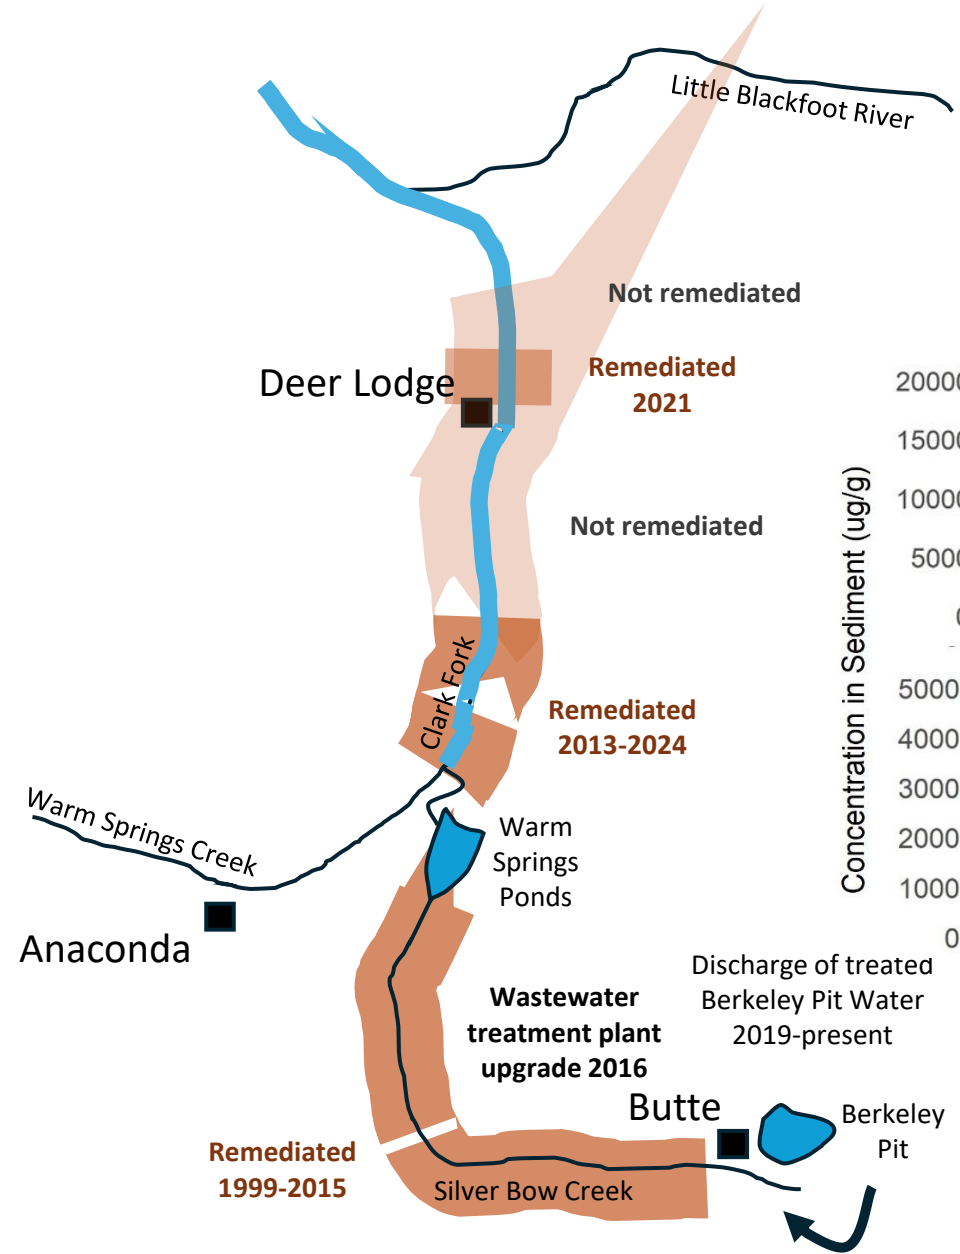 Little Blackfoot River
Not remediated
Deer Lodge
Remediated
2021
Not remediated
Clark Fork
Remediated
2013-2024
Warm Springs Creek
Anaconda
Warm
Springs
Ponds
Wastewater
treatment plant
upgrade 2016
Discharge of treated
Berkeley Pit Water
2019-present
Butte
Berkeley
Pit
Remediated
1999-2015
Silver Bow Creek
Concentration in Sediment (ug/g)
5000
4000
3000
2000
1000
0